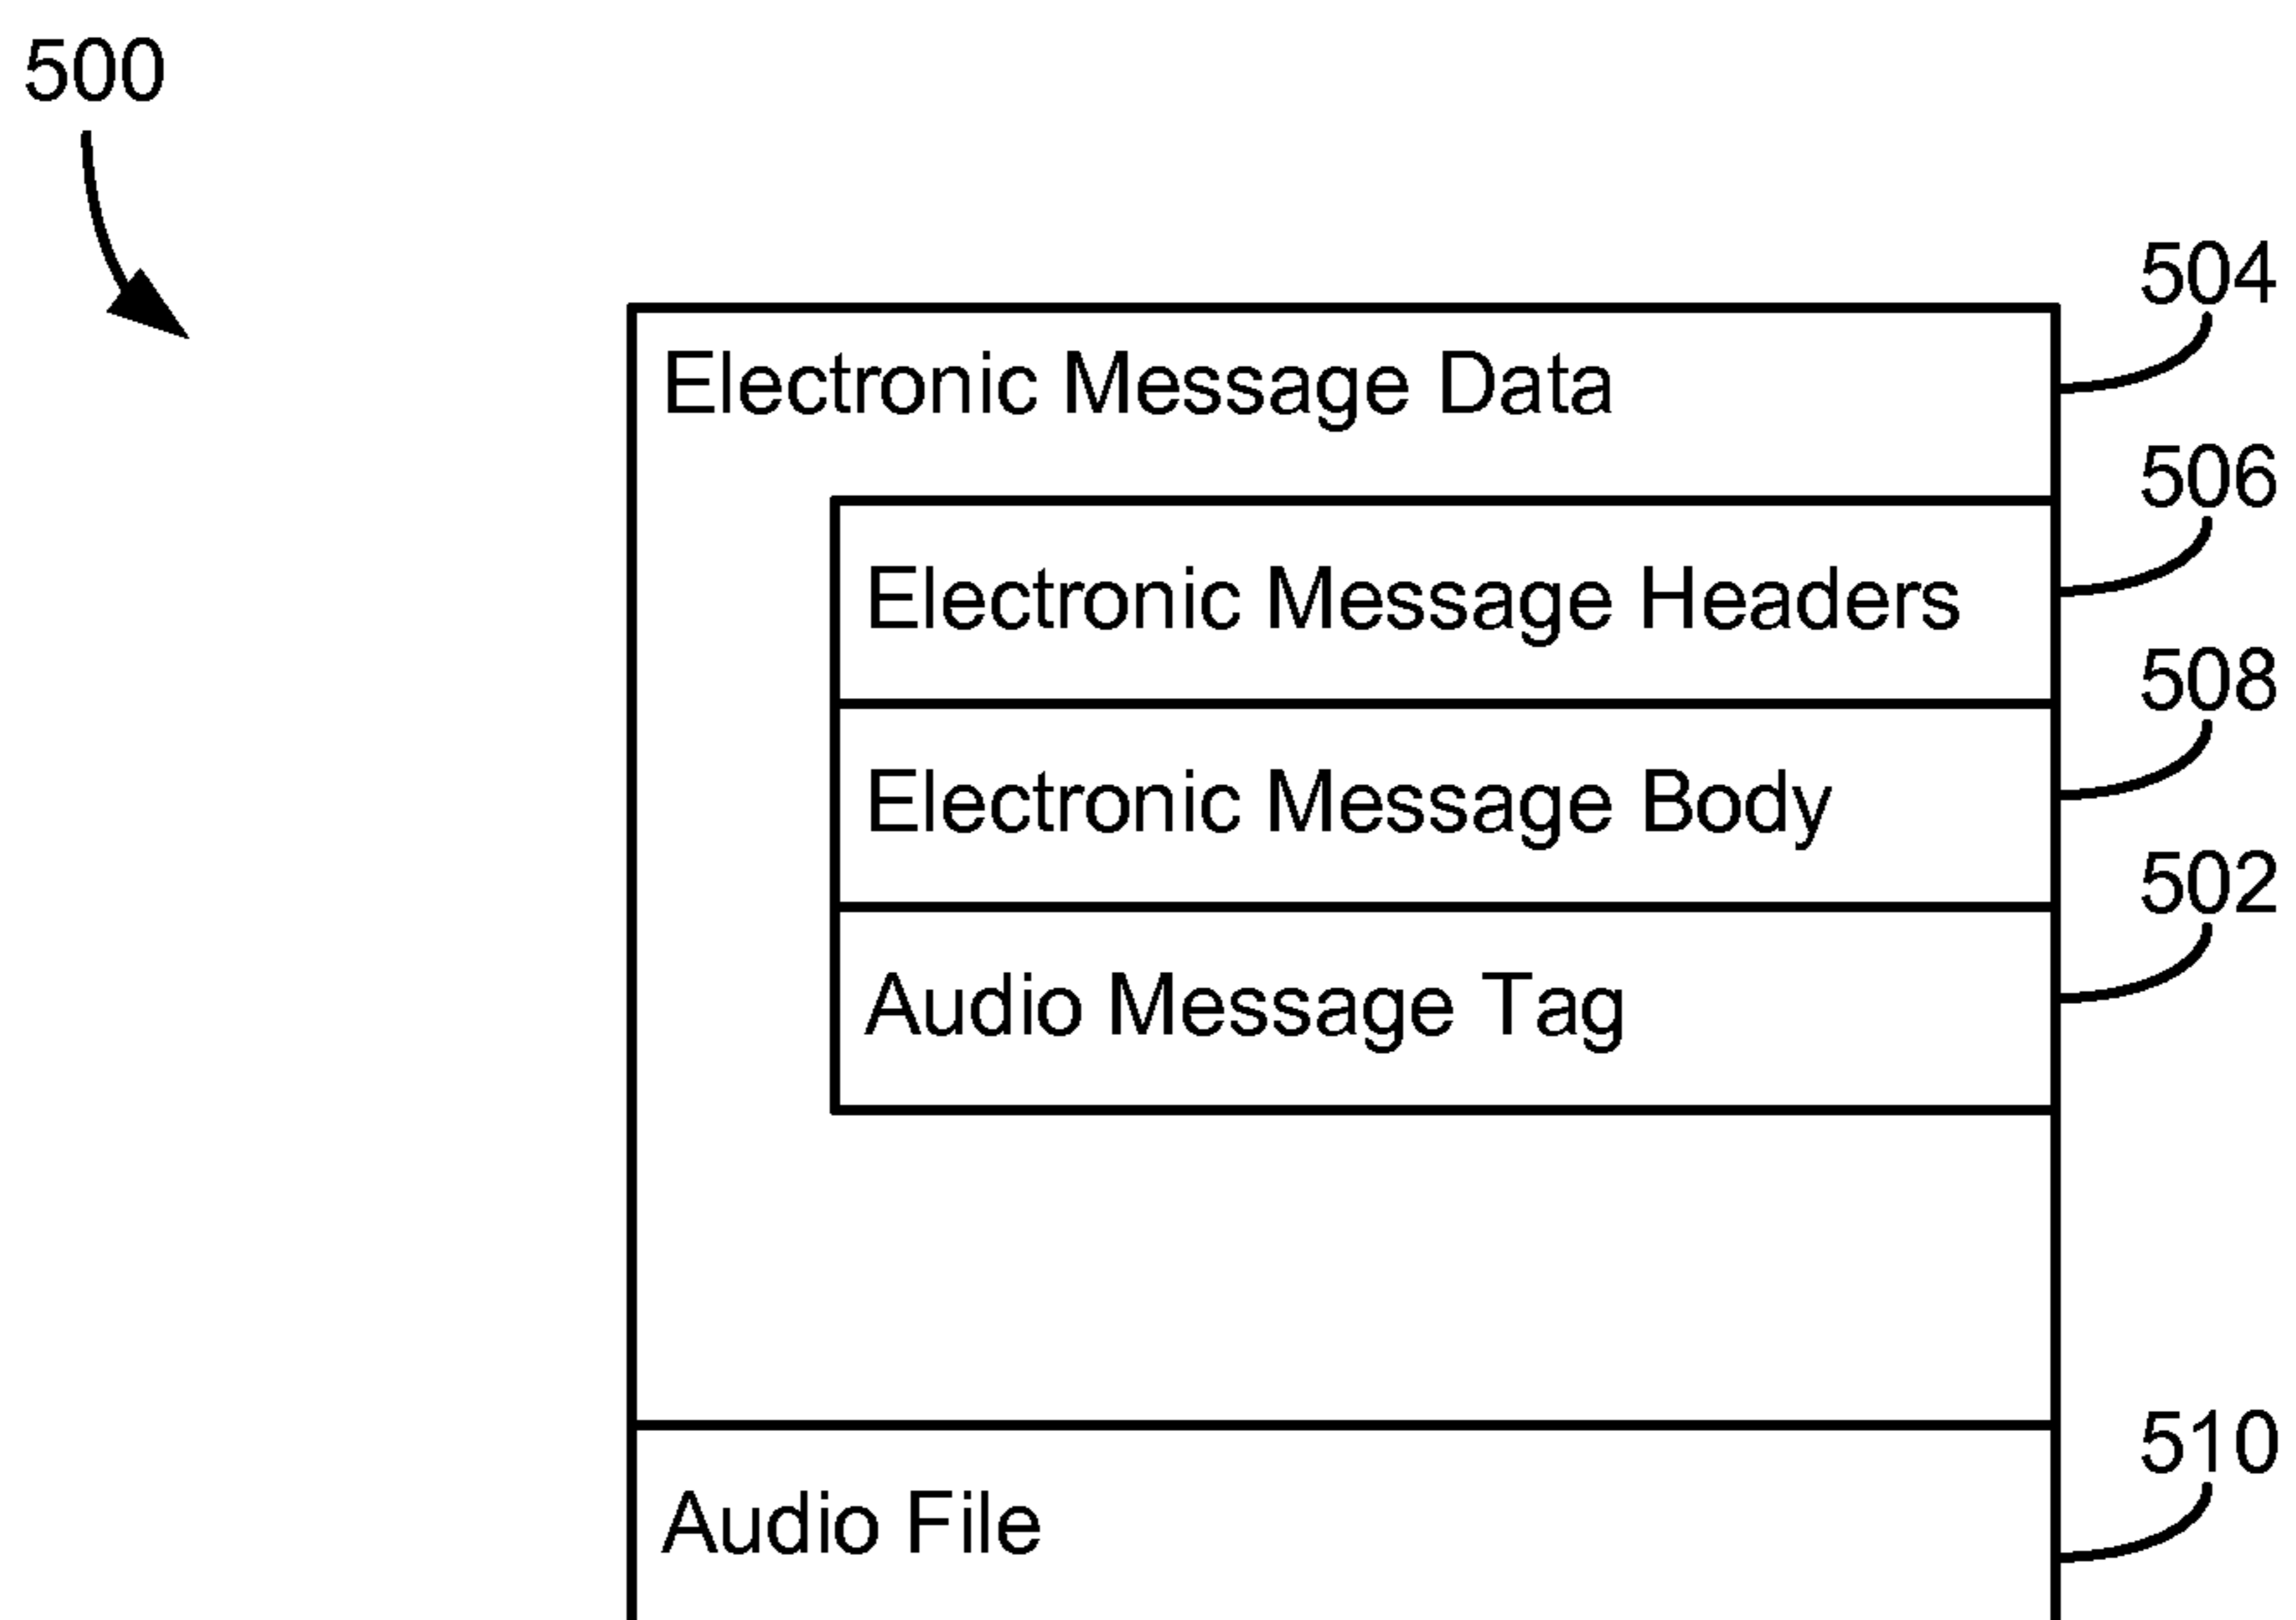 500
504
Electronic Message Data
506
Electronic Message Headers
508
Electronic Message Body
502
Audio Message Tag
510
Audio File